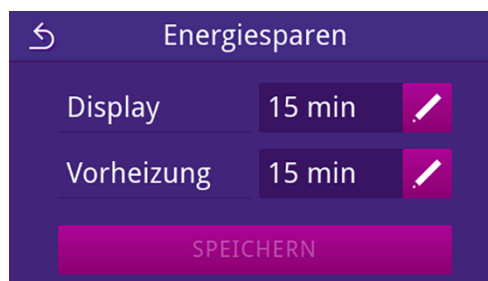 Energiesparen
Display 15 min
Vorheizung 15 min
SPEICHERN